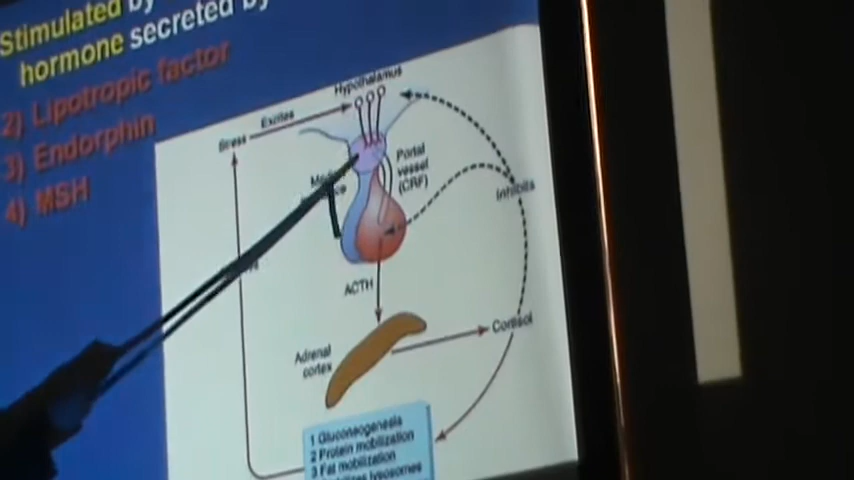 Stimulated by
hormone secreted by
2) Lipotropic factor
3) Endorphin
4) MSH
Hypothalamus
Excites
Stress
Portal
vessel
(CRF)
Inhibits
ACTH
Adrenal
cortex
Cortisol
1 Gluconeogenesis
2 Protein mobilization
3 Fat mobilization
lysosomes